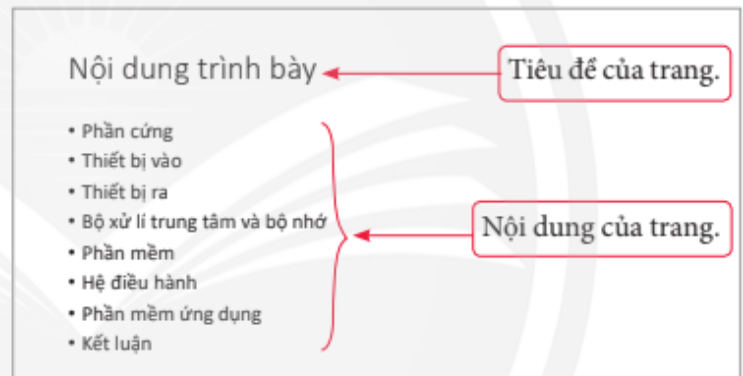 Nội dung trình bày
Tiêu đề của trang.
• Phần cứng
• Thiết bị vào
• Thiết bị ra
• Bộ xử lí trung tâm và bộ nhớ
Nội dung của trang.
• Phần mềm
• Hệ điều hành
• Phần mềm ứng dụng
• Kết luận